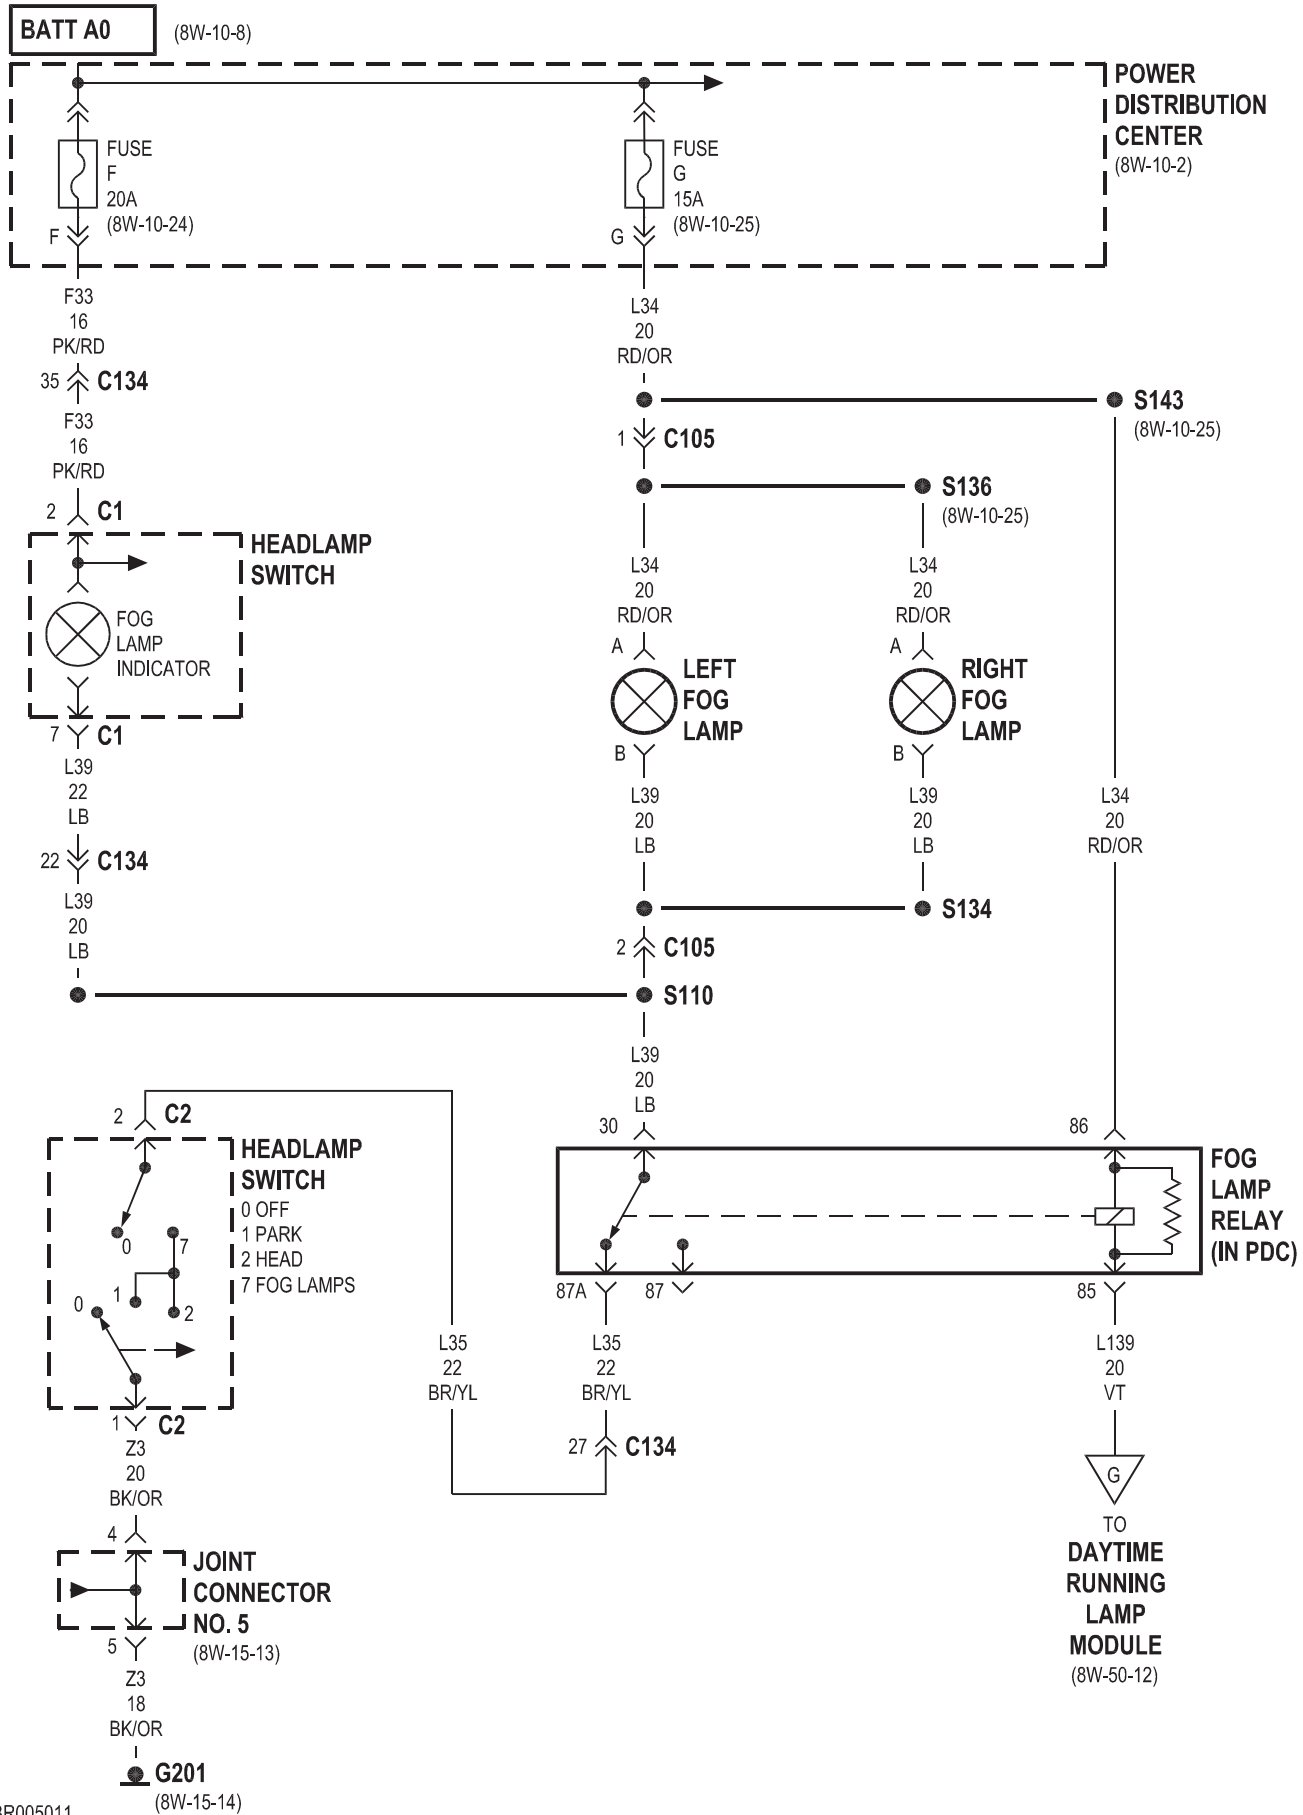 BATT A0
(8W-10-8)
POWER
DISTRIBUTION
CENTER
(8W-10-2)
FUSE
F
20A
(8W-10-24)
F
FUSE
G
15A
(8W-10-25)
G
F33
16
PK/RD
35
C134
F33
16
PK/RD
2
C1
L34
20
RD/OR
S143
(8W-10-25)
1
C105
S136
(8W-10-25)
HEADLAMP
SWITCH
FOG
LAMP
INDICATOR
7
C1
L39
22
LB
22
C134
L39
20
LB
L34
20
RD/OR
A
LEFT
FOG
LAMP
B
L39
20
LB
L34
20
RD/OR
A
RIGHT
FOG
LAMP
B
L39
20
LB
L34
20
RD/OR
S134
2
C105
S110
L39
20
LB
30
86
2
C2
HEADLAMP
SWITCH
0 OFF
1 PARK
2 HEAD
7 FOG LAMPS
0
7
1
0
2
FOG
LAMP
RELAY
(IN PDC)
87A
87
85
1
C2
Z3
20
BK/OR
L35
22
BR/YL
L35
22
BR/YL
27
C134
L139
20
VT
G
TO
DAYTIME
RUNNING
LAMP
MODULE
(8W-50-12)
4
JOINT
CONNECTOR
NO. 5
(8W-15-13)
5
Z3
18
BK/OR
G201
(8W-15-14)
R005011